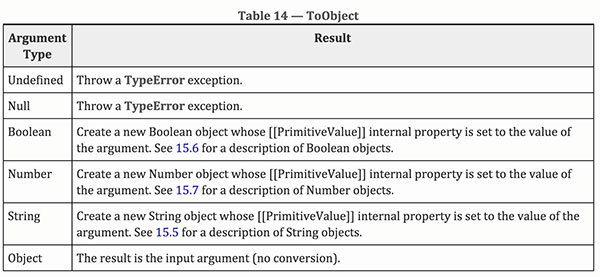 Table 14 — ToObject
Argument Type Result
Undefined Throw a TypeError exception.
Null Throw a TypeError exception.
Boolean Create a new Boolean object whose [[PrimitiveValue]] internal property is set to the value of
the argument. See 15.6 for a description of Boolean objects.
Number Create a new Number object whose [[PrimitiveValue]] internal property is set to the value of
the argument. See 15.7 for a description of Number objects.
String Create a new String object whose [[PrimitiveValue]] internal property is set to the value of the
argument. See 15.5 for a description of String objects.
Object The result is the input argument (no conversion).